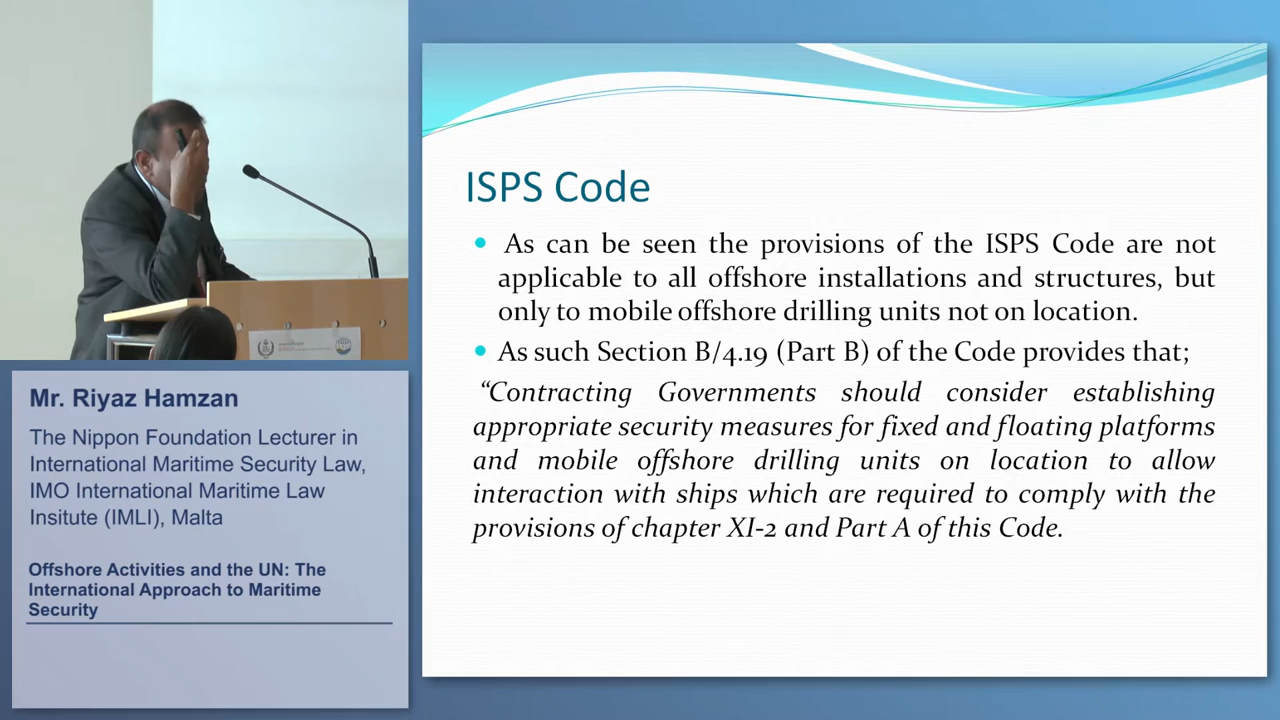 Mr. Riyaz Hamzan
The Nippon Foundation Lecturer in
International Maritime Security Law,
IMO International Maritime Law
Insitute (IMLI), Malta
Offshore Activities and the UN: The
International Approach to Maritime
Security
ISPS Code
• As can be seen the provisions of the ISPS Code are not
applicable to all offshore installations and structures, but
only to mobile offshore drilling units not on location.
• As such Section B/4.19 (Part B) of the Code provides that;
“Contracting Governments should consider establishing
appropriate security measures for fixed and floating platforms
and mobile offshore drilling units on location to allow
interaction with ships which are required to comply with the
provisions of chapter XI-2 and Part A of this Code.